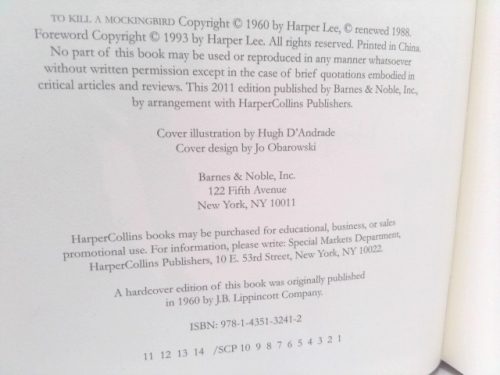 TO KILL A MOCKINGBIRD Copyright © 1960 by Harper Lee, © renewed 1988.
Foreword Copyright © 1993 by Harper Lee. All rights reserved. Printed in China.
No part of this book may be used or reproduced in any manner whatsoever
without written permission except in the case of brief quotations embodied in
critical articles and reviews. This 2011 edition published by Barnes & Noble, Inc.,
by arrangement with HarperCollins Publishers.
Cover illustration by Hugh D'Andrade
Cover design by Jo Obarowski
Barnes & Noble, Inc.
122 Fifth Avenue
New York, NY 10011
HarperCollins books may be purchased for educational, business, or sales
promotional use. For information, please write: Special Markets Department,
HarperCollins Publishers, 10 E. 53rd Street, New York, NY 10022.
A hardcover edition of this book was originally published
in 1960 by J.B. Lippincott Company.
ISBN: 978-1-4351-3241-2
11 12 13 14 /SCP 10 9 8 7 6 5 4 3 2 1